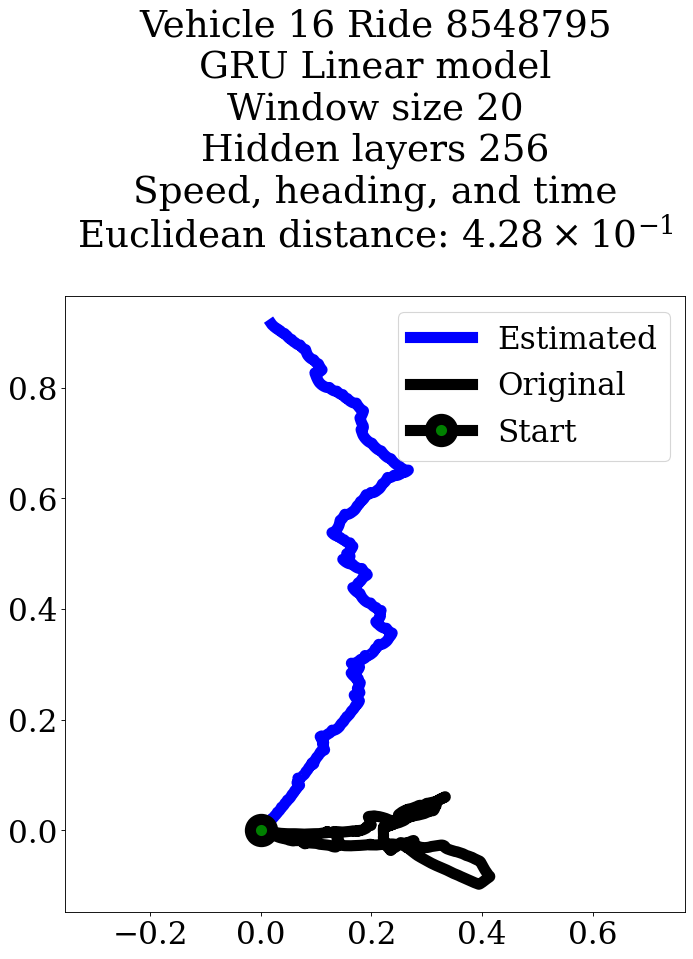 Vehicle 16 Ride 8548795
GRU Linear model
Window size 20
Hidden layers 256
Speed, heading, and time
Euclidean distance: 4.28 × 10⁻¹
Estimated
Original
Start
0.8
0.6
0.4
0.2
0.0
−0.2 0.0 0.2 0.4 0.6